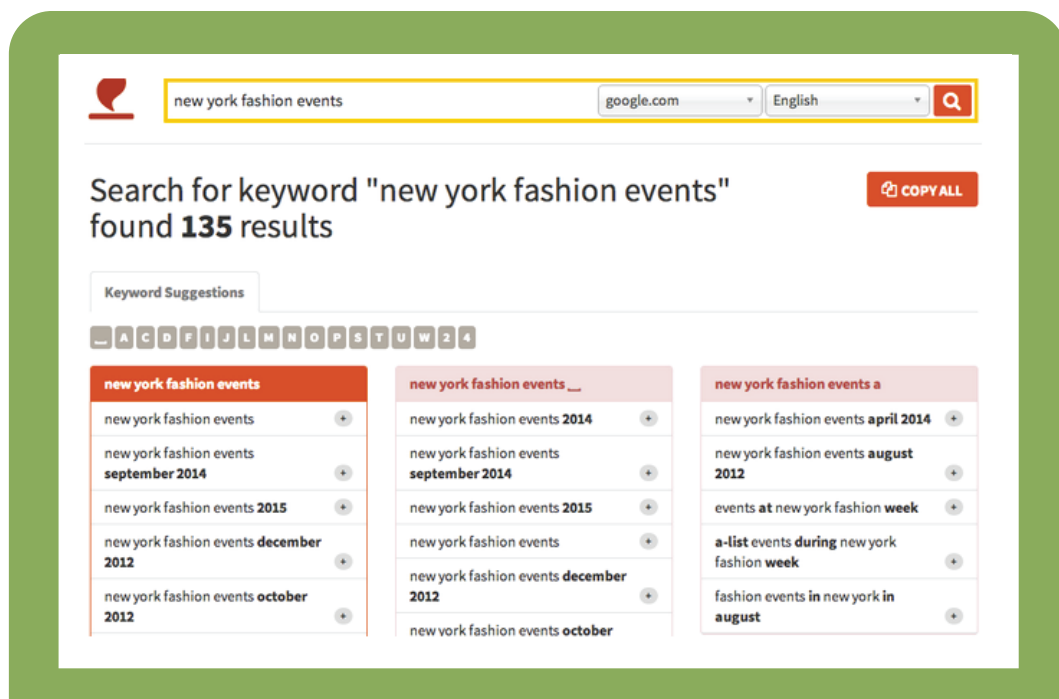 new york fashion events
google.com
English
Search for keyword "new york fashion events"
found 135 results
COPY ALL
Keyword Suggestions
_ A C D F I J L M N O P S T U W 2 4
new york fashion events
new york fashion events
new york fashion events
september 2014
new york fashion events 2015
new york fashion events december
2012
new york fashion events october
2012
new york fashion events _
new york fashion events 2014
new york fashion events
september 2014
new york fashion events 2015
new york fashion events
new york fashion events december
2012
new york fashion events october
new york fashion events a
new york fashion events april 2014
new york fashion events august
2012
events at new york fashion week
a-list events during new york
fashion week
fashion events in new york in
august